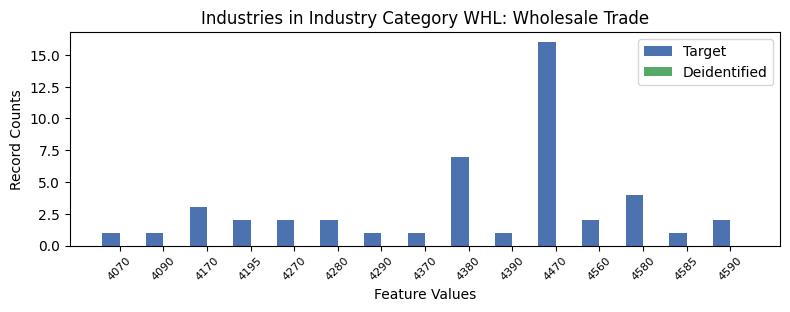 Industries in Industry Category WHL: Wholesale Trade
Target
Deidentified
Record Counts
15.0
12.5
10.0
7.5
5.0
2.5
0.0
4070 4090 4170 4195 4270 4280 4290 4370 4380 4390 4470 4560 4580 4585 4590
Feature Values